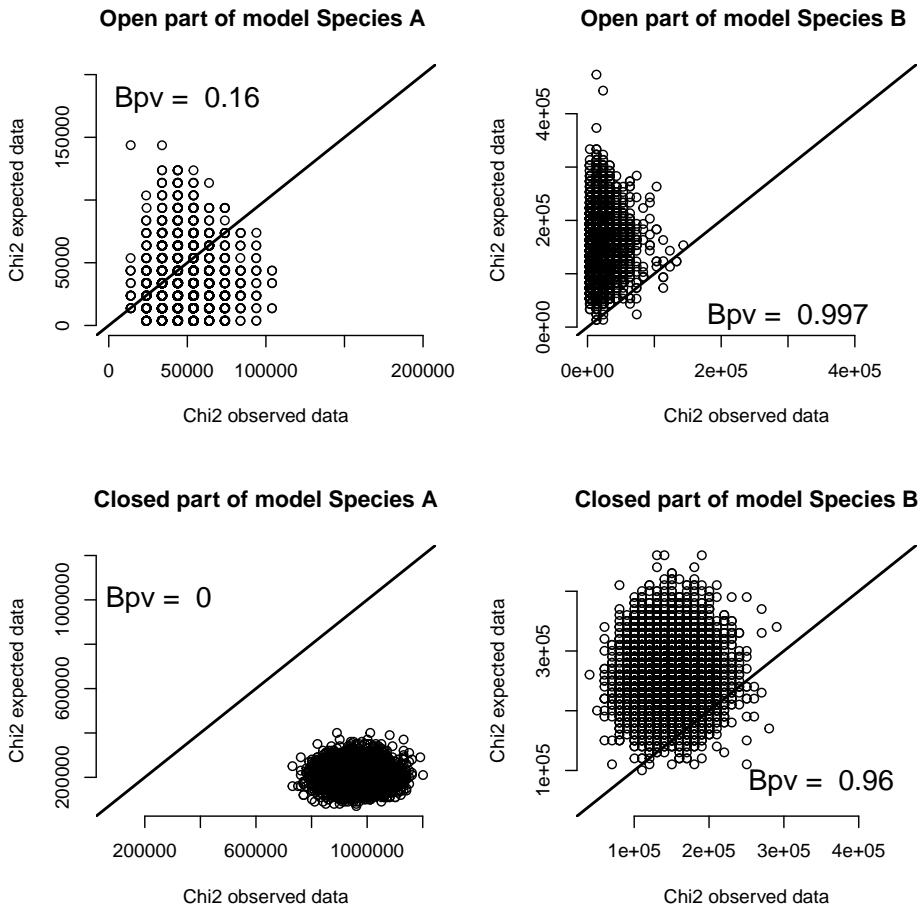 Open part of model Species A
Bpv = 0.16
Chi2 expected data
150000
50000
0
0
50000
100000
200000
Chi2 observed data
Open part of model Species B
Bpv = 0.997
Chi2 expected data
4e+05
2e+05
0e+00
0e+00
2e+05
4e+05
Chi2 observed data
Closed part of model Species A
Bpv = 0
Chi2 expected data
1000000
600000
200000
200000
600000
1000000
Chi2 observed data
Closed part of model Species B
Bpv = 0.96
Chi2 expected data
3e+05
1e+05
1e+05
2e+05
3e+05
4e+05
Chi2 observed data